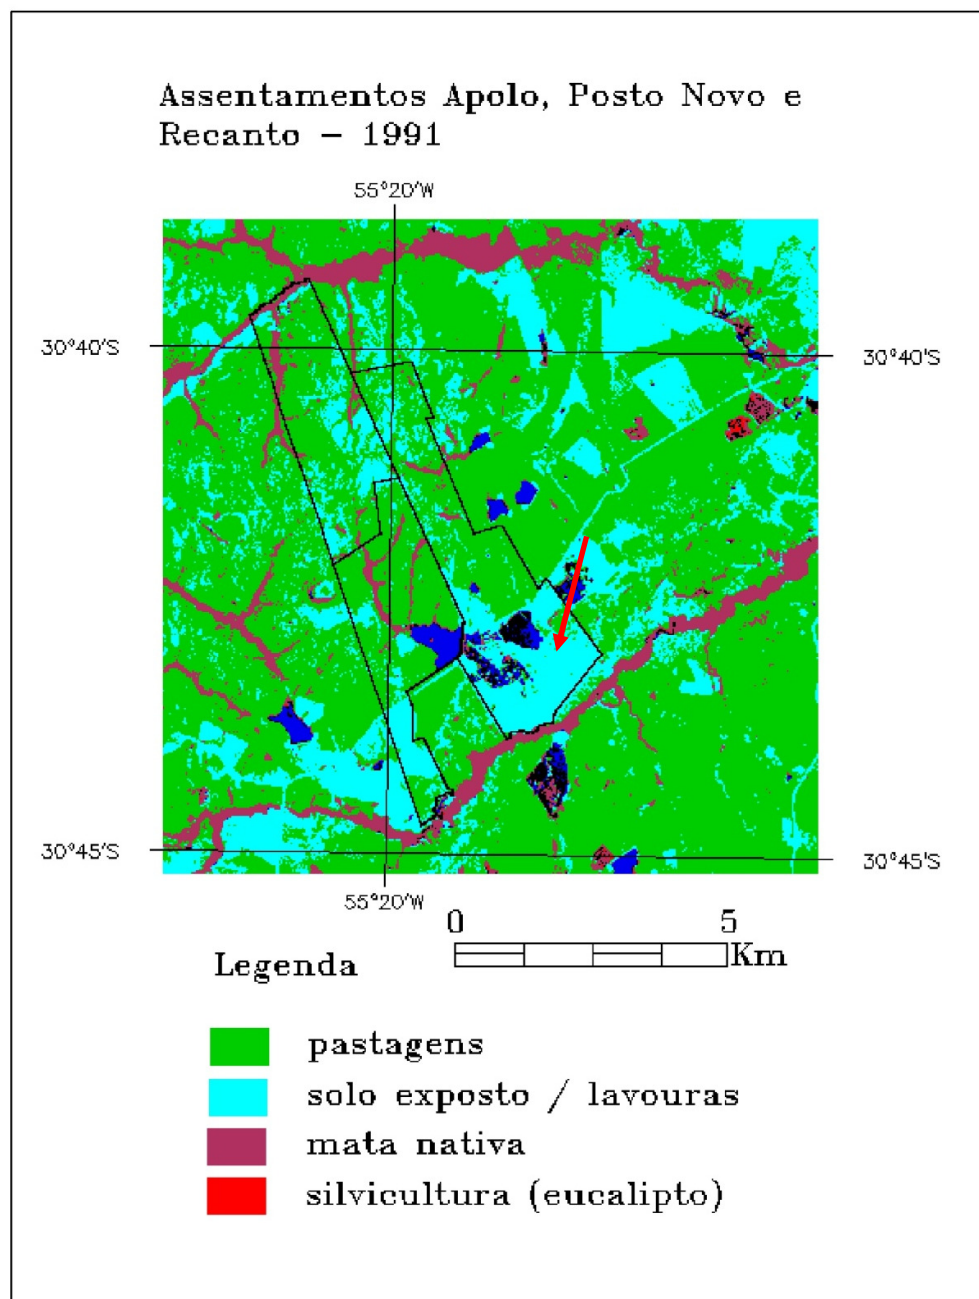 Assentamentos Apolo, Posto Novo e
Recanto – 1991
55°20'W
30°40'S
30°40'S
30°45'S
30°45'S
55°20'W
0 5
Km
Legenda
pastagens
solo exposto / lavouras
mata nativa
silvicultura (eucalipto)